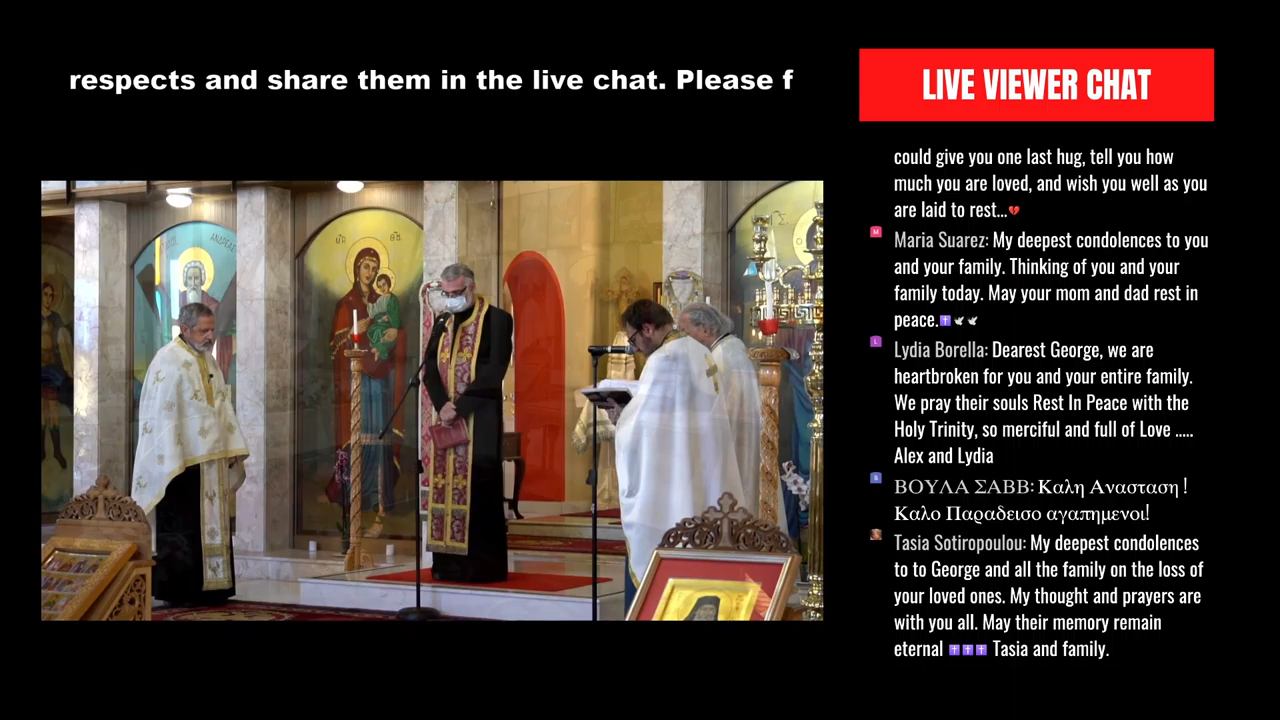 respects and share them in the live chat. Please f
LIVE VIEWER CHAT
could give you one last hug, tell you how
much you are loved, and wish you well as you
are laid to rest...💔
Maria Suarez: My deepest condolences to you
and your family. Thinking of you and your
family today. May your mom and dad rest in
peace.✝️🕊️🕊️
Lydia Borella: Dearest George, we are
heartbroken for you and your entire family.
We pray their souls Rest In Peace with the
Holy Trinity, so merciful and full of Love .....
Alex and Lydia
ΒΟΥΛΑ ΣΑΒΒ: Καλη Ανασταση !
Καλο Παραδεισο αγαπημενοι!
Tasia Sotiropoulou: My deepest condolences
to to George and all the family on the loss of
your loved ones. My thought and prayers are
with you all. May their memory remain
eternal ✝️✝️✝️ Tasia and family.